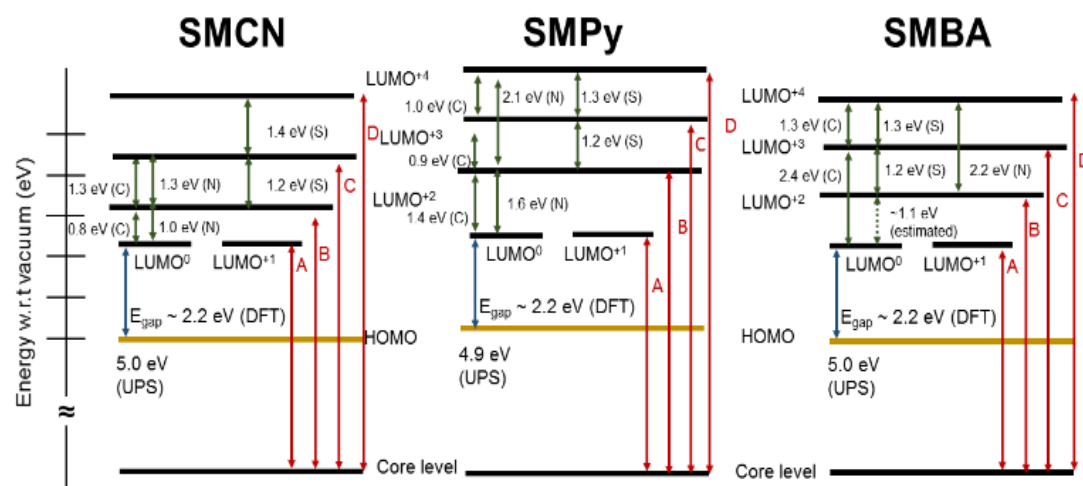 SMCN
SMPy
SMBA
Energy w.r.t vacuum (eV)
≈
1.4 eV (S)
1.3 eV (C)
1.3 eV (N)
1.2 eV (S)
0.8 eV (C)
1.0 eV (N)
LUMO⁰
LUMO⁺¹
A
B
C
D
E_gap ~ 2.2 eV (DFT)
5.0 eV
(UPS)
LUMO⁺⁴
LUMO⁺³
LUMO⁺²
HOMO
Core level
1.0 eV (C)
2.1 eV (N)
1.3 eV (S)
0.9 eV (C)
1.2 eV (S)
1.4 eV (C)
1.6 eV (N)
LUMO⁰
LUMO⁺¹
A
B
C
D
E_gap ~ 2.2 eV (DFT)
4.9 eV
(UPS)
LUMO⁺⁴
LUMO⁺³
LUMO⁺²
HOMO
Core level
1.3 eV (C)
1.3 eV (S)
2.4 eV (C)
1.2 eV (S)
2.2 eV (N)
~1.1 eV
(estimated)
LUMO⁰
LUMO⁺¹
A
B
C
D
E_gap ~ 2.2 eV (DFT)
5.0 eV
(UPS)